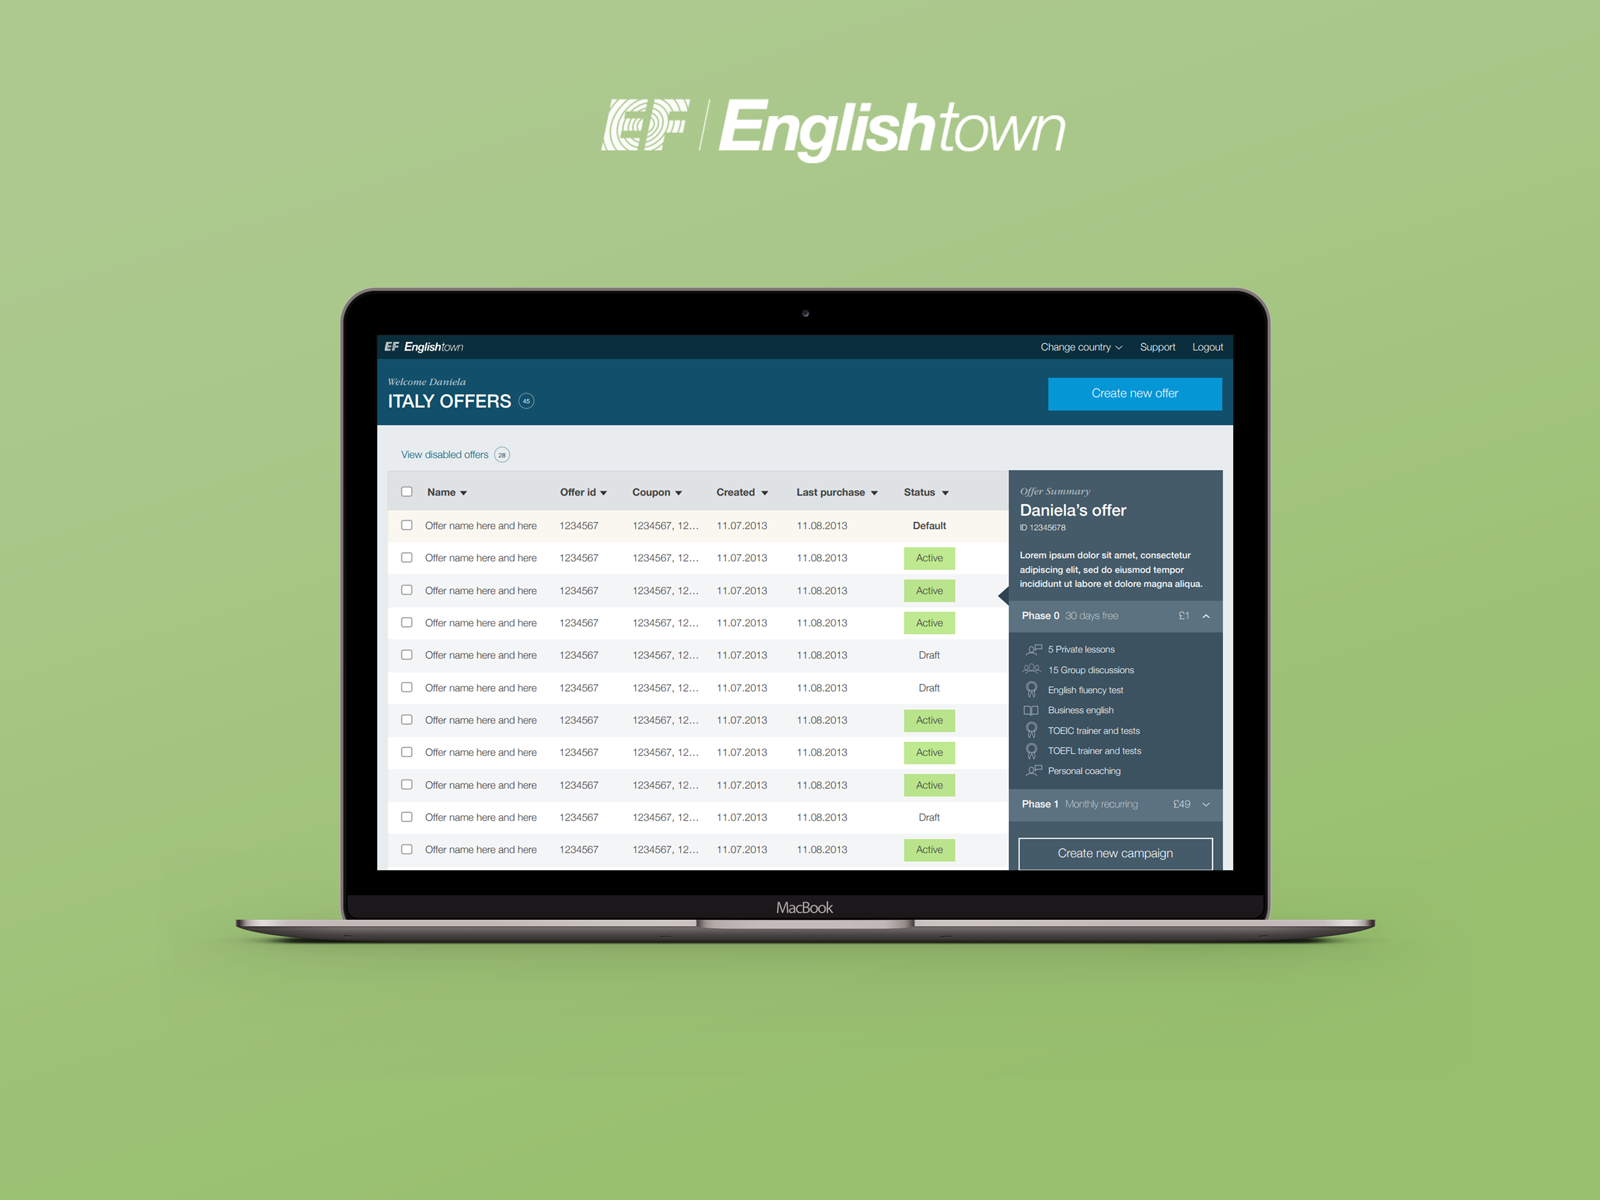 EF | Englishtown
EF Englishtown
Change country Support Logout
Welcome Daniela
ITALY OFFERS 45
Create new offer
View disabled offers 28
Name Offer id Coupon Created Last purchase Status
Offer name here and here 1234567 1234567, 12... 11.07.2013 11.08.2013 Default
Offer name here and here 1234567 1234567, 12... 11.07.2013 11.08.2013 Active
Offer name here and here 1234567 1234567, 12... 11.07.2013 11.08.2013 Active
Offer name here and here 1234567 1234567, 12... 11.07.2013 11.08.2013 Active
Offer name here and here 1234567 1234567, 12... 11.07.2013 11.08.2013 Draft
Offer name here and here 1234567 1234567, 12... 11.07.2013 11.08.2013 Draft
Offer name here and here 1234567 1234567, 12... 11.07.2013 11.08.2013 Active
Offer name here and here 1234567 1234567, 12... 11.07.2013 11.08.2013 Active
Offer name here and here 1234567 1234567, 12... 11.07.2013 11.08.2013 Active
Offer name here and here 1234567 1234567, 12... 11.07.2013 11.08.2013 Draft
Offer name here and here 1234567 1234567, 12... 11.07.2013 11.08.2013 Active
Offer Summary
Daniela's offer
ID 12345678
Lorem ipsum dolor sit amet, consectetur
adipiscing elit, sed do eiusmod tempor
incididunt ut labore et dolore magna aliqua.
Phase 0 30 days free £1
5 Private lessons
15 Group discussions
English fluency test
Business english
TOEIC trainer and tests
TOEFL trainer and tests
Personal coaching
Phase 1 Monthly recurring £49
Create new campaign
MacBook